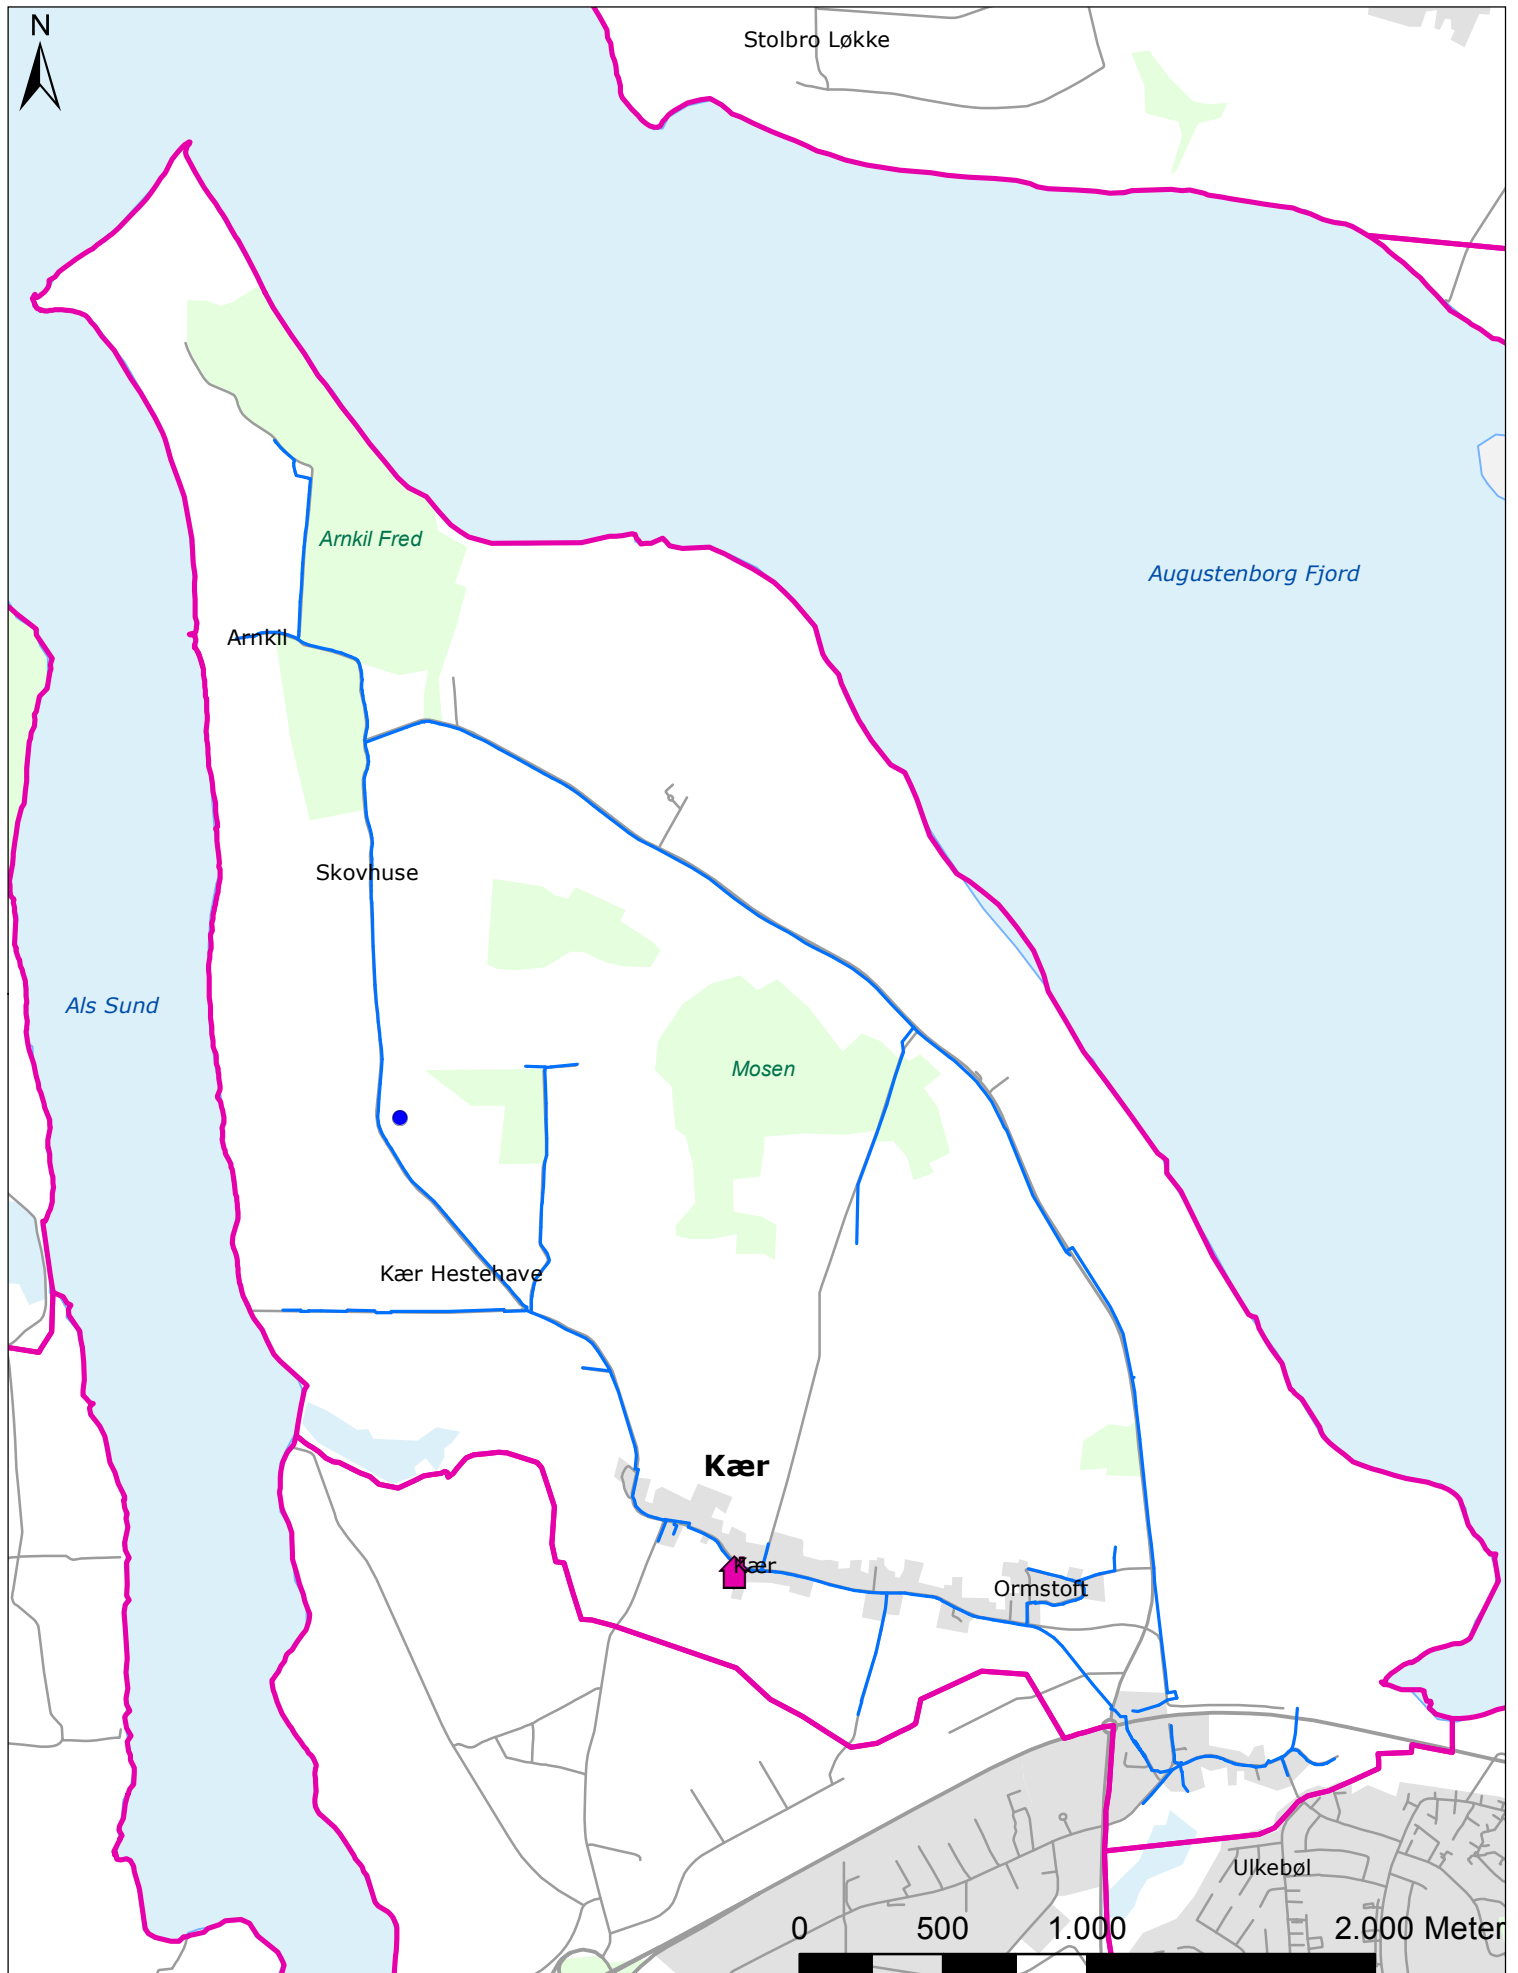 N
Stolbro Løkke
Arnkil Fred
Augustenborg Fjord
Arnkil
Skovhuse
Als Sund
Mosen
Kær Hestehave
Kær
Kær
Ormstoft
Ulkebøl
0 500 1.000 2.000 Meter